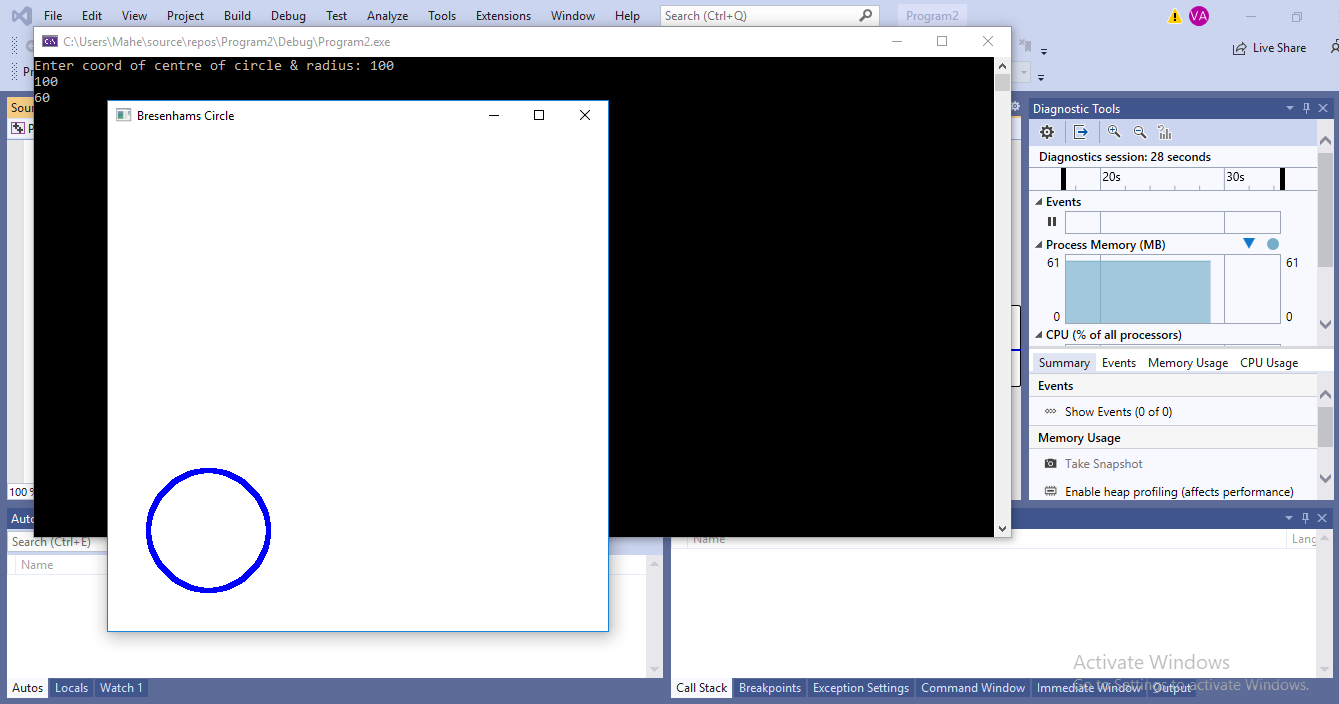 File Edit View Project Build Debug Test Analyze Tools Extensions Window Help Search (Ctrl+Q) Program2 VA
C:\Users\Mahe\source\repos\Program2\Debug\Program2.exe
Live Share
Enter coord of centre of circle & radius: 100
100
60
Bresenhams Circle
Diagnostic Tools
Diagnostics session: 28 seconds
20s 30s
Events
Process Memory (MB)
61 61
0 0
CPU (% of all processors)
Summary Events Memory Usage CPU Usage
Events
Show Events (0 of 0)
Memory Usage
Take Snapshot
Enable heap profiling (affects performance)
100 %
Search (Ctrl+E)
Name
Name Lang
Activate Windows
Go to Settings to activate Windows.
Autos Locals Watch 1
Call Stack Breakpoints Exception Settings Command Window Immediate Window Output